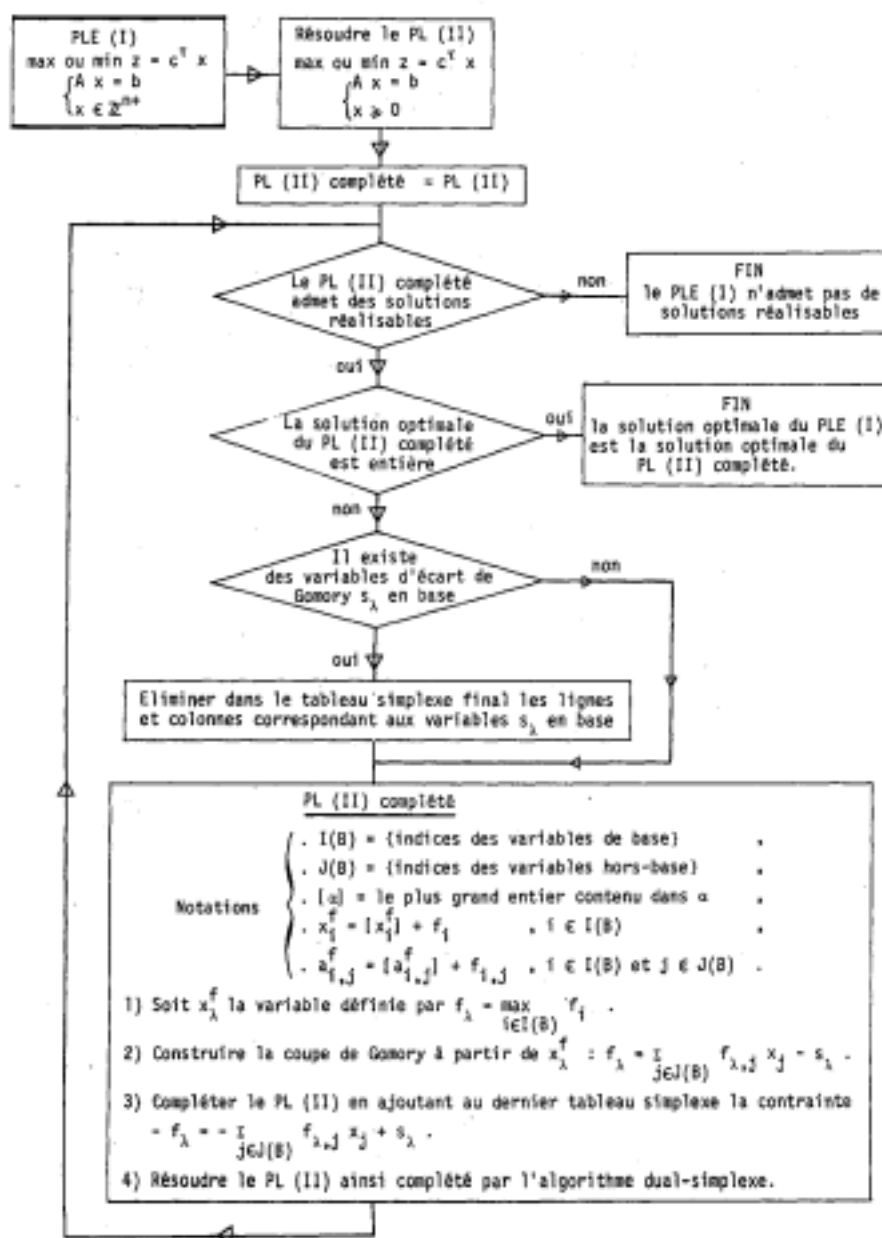 PLE (I)
max ou min z = cᵀ x
A x = b
x ∈ ℤⁿ⁺
Résoudre le PL (II)
max ou min z = cᵀ x
A x = b
x ⩾ 0
PL (II) complété = PL (II)
Le PL (II) complété
admet des solutions
réalisables
non
FIN
le PLE (I) n'admet pas de
solutions réalisables
oui
La solution optimale
du PL (II) complété
est entière
oui
FIN
la solution optimale du PLE (I)
est la solution optimale du
PL (II) complété.
non
Il existe
des variables d'écart de
Gomory s_λ en base
non
oui
Eliminer dans le tableau simplexe final les lignes
et colonnes correspondant aux variables s_λ en base
PL (II) complété
Notations
. I(B) = {indices des variables de base} .
. J(B) = {indices des variables hors-base} .
. [α] = le plus grand entier contenu dans α .
. x_i^f = [x_i^f] + f_i , i ∈ I(B) .
. a_{i,j}^f = [a_{i,j}^f] + f_{i,j} , i ∈ I(B) et j ∈ J(B) .
1) Soit x_λ^f la variable définie par f_λ = max_{i∈I(B)} f_i .
2) Construire la coupe de Gomory à partir de x_λ^f : f_λ = Σ_{j∈J(B)} f_{λ,j} x_j - s_λ .
3) Compléter le PL (II) en ajoutant au dernier tableau simplexe la contrainte
- f_λ = - Σ_{j∈J(B)} f_{λ,j} x_j + s_λ .
4) Résoudre le PL (II) ainsi complété par l'algorithme dual-simplexe.